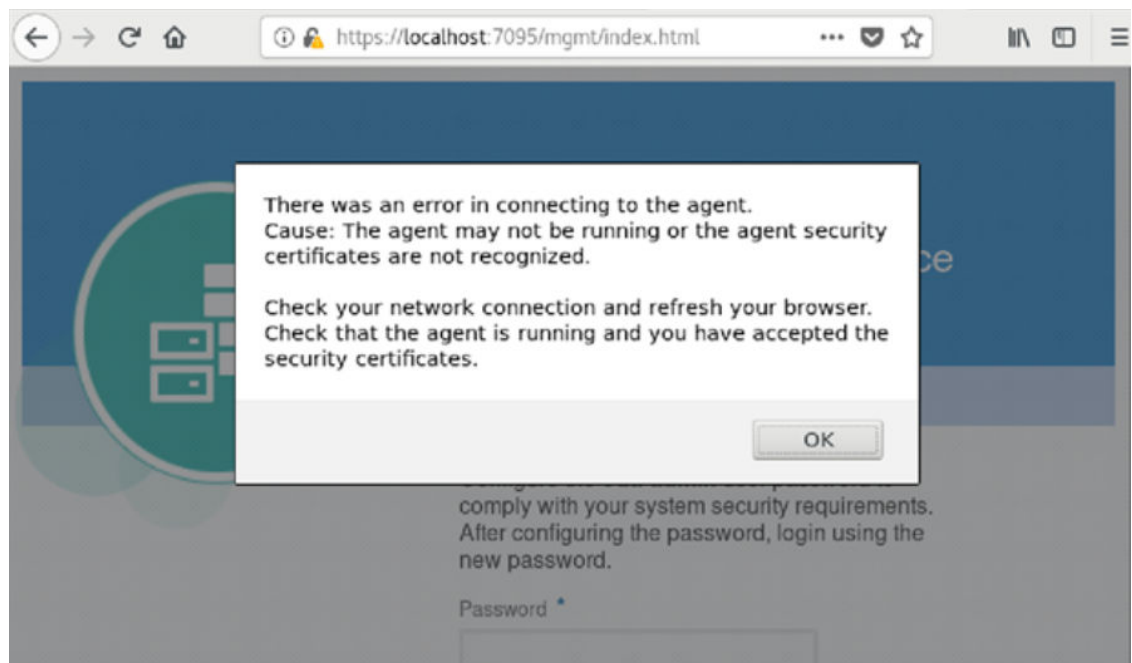 https://localhost:7095/mgmt/index.html
There was an error in connecting to the agent.
Cause: The agent may not be running or the agent security
certificates are not recognized.
Check your network connection and refresh your browser.
Check that the agent is running and you have accepted the
security certificates.
OK
comply with your system security requirements.
After configuring the password, login using the
new password.
Password *